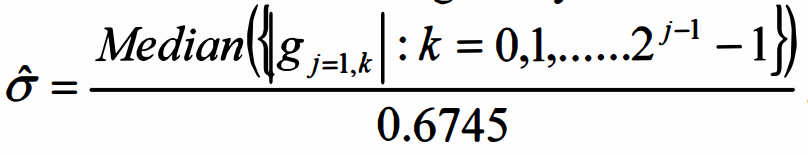 σ̂ = Median({|g_{j=1,k}| : k = 0,1,......2^{j−1} − 1}) / 0.6745